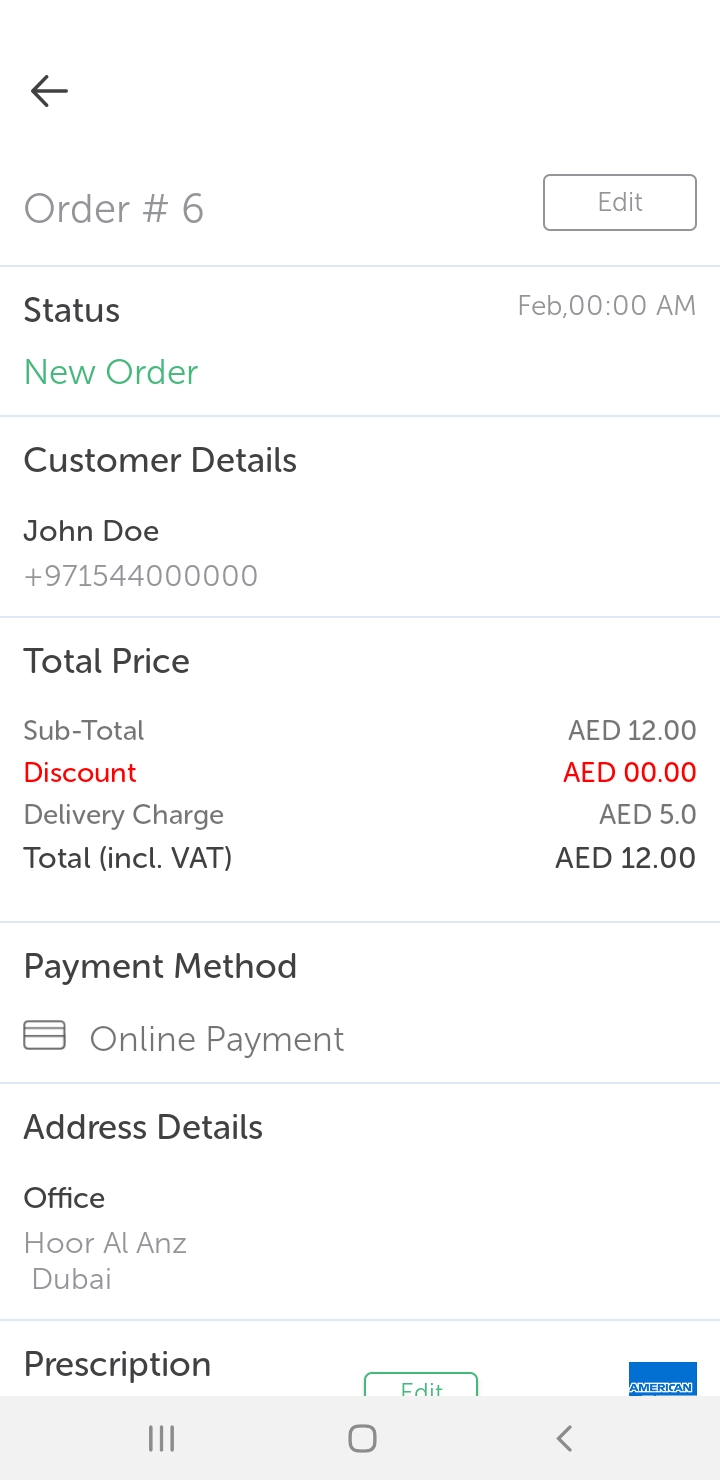 Order # 6
Edit
Status
Feb,00:00 AM
New Order
Customer Details
John Doe
+971544000000
Total Price
Sub-Total AED 12.00
Discount AED 00.00
Delivery Charge AED 5.0
Total (incl. VAT) AED 12.00
Payment Method
Online Payment
Address Details
Office
Hoor Al Anz
Dubai
Prescription
Edit
AMERICAN